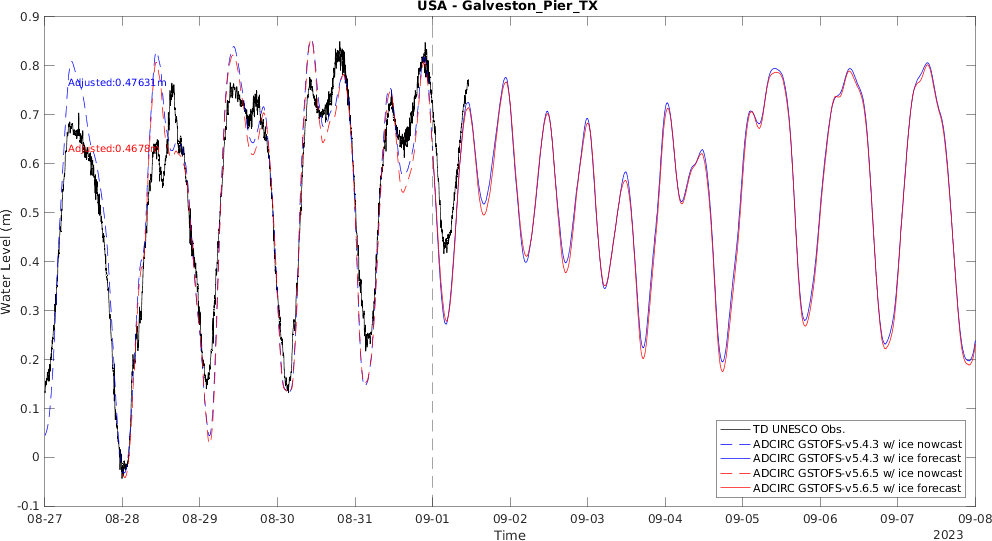 USA - Galveston_Pier_TX
0.9
0.8
0.7
0.6
0.5
0.4
0.3
0.2
0.1
0
-0.1
Water Level (m)
Adjusted:0.47631m
Adjusted:0.4678m
TD UNESCO Obs.
ADCIRC GSTOFS-v5.4.3 w/ ice nowcast
ADCIRC GSTOFS-v5.4.3 w/ ice forecast
ADCIRC GSTOFS-v5.6.5 w/ ice nowcast
ADCIRC GSTOFS-v5.6.5 w/ ice forecast
08-27 08-28 08-29 08-30 08-31 09-01 09-02 09-03 09-04 09-05 09-06 09-07 09-08
Time
2023